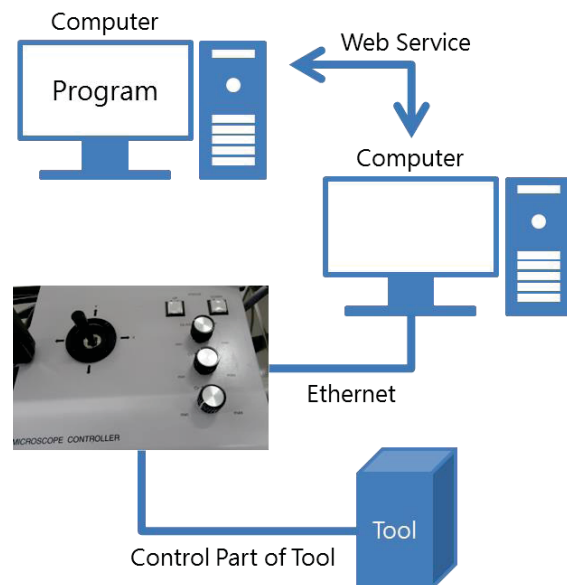 Computer
Program
Web Service
Computer
Ethernet
MICROSCOPE CONTROLLER
Tool
Control Part of Tool